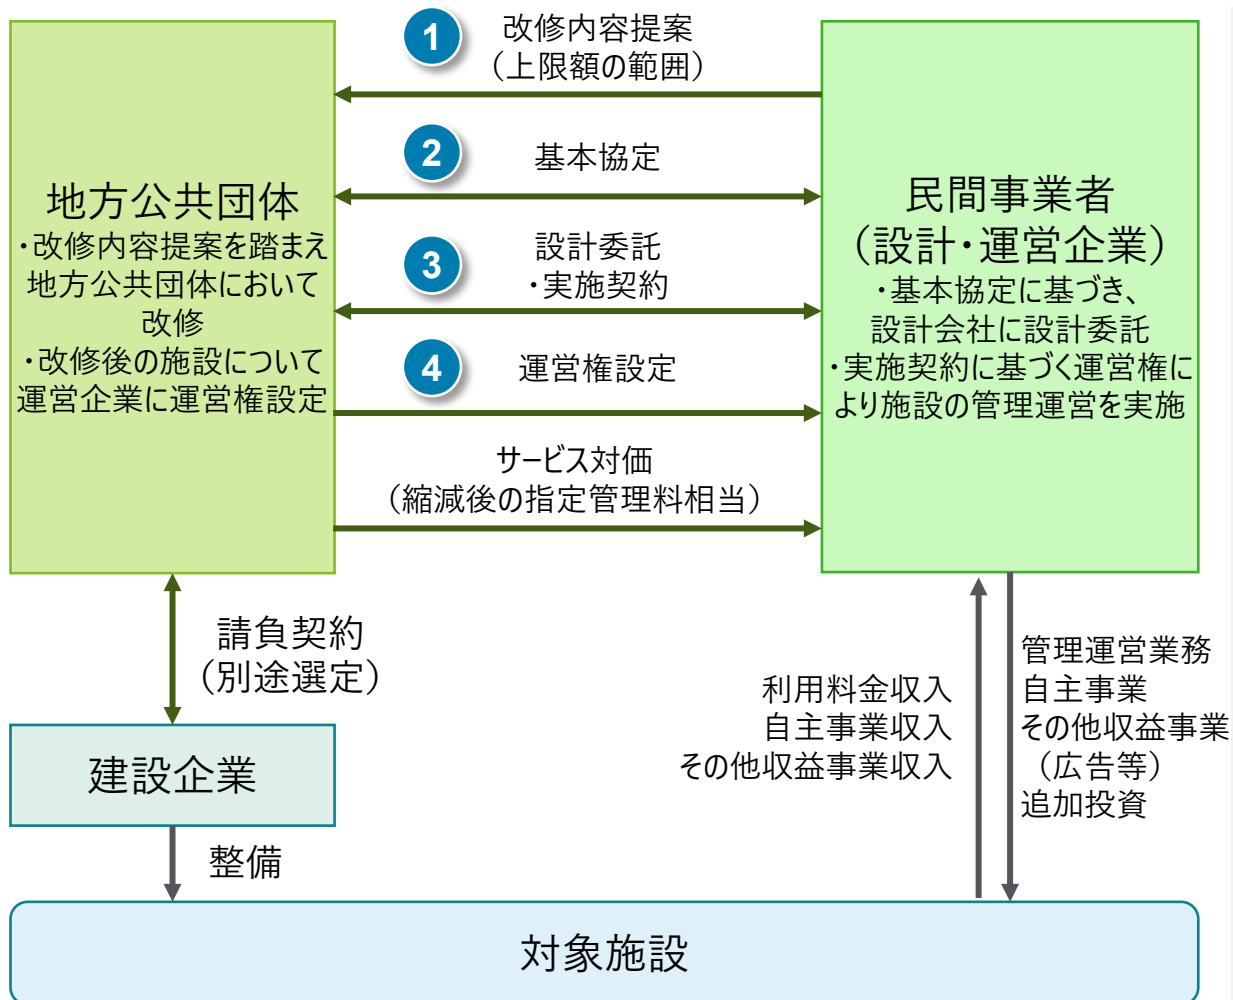 1
改修内容提案
（上限額の範囲）
2
基本協定
3
設計委託
・実施契約
4
運営権設定
サービス対価
（縮減後の指定管理料相当）
地方公共団体
・改修内容提案を踏まえ
地方公共団体において
改修
・改修後の施設について
運営企業に運営権設定
民間事業者
（設計・運営企業）
・基本協定に基づき、
設計会社に設計委託
・実施契約に基づく運営権に
より施設の管理運営を実施
請負契約
（別途選定）
建設企業
整備
利用料金収入
自主事業収入
その他収益事業収入
管理運営業務
自主事業
その他収益事業
（広告等）
追加投資
対象施設